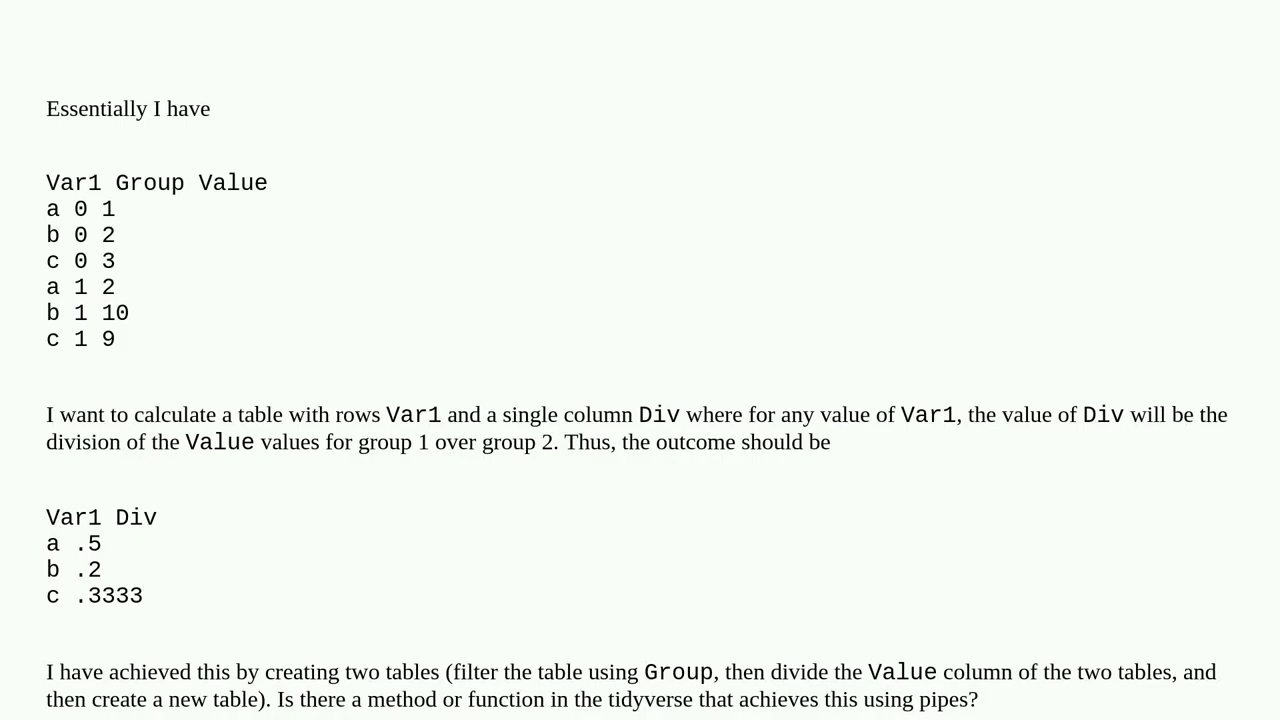 Essentially I have
Var1 Group Value
a 0 1
b 0 2
c 0 3
a 1 2
b 1 10
c 1 9
I want to calculate a table with rows Var1 and a single column Div where for any value of Var1, the value of Div will be the
division of the Value values for group 1 over group 2. Thus, the outcome should be
Var1 Div
a .5
b .2
c .3333
I have achieved this by creating two tables (filter the table using Group, then divide the Value column of the two tables, and
then create a new table). Is there a method or function in the tidyverse that achieves this using pipes?